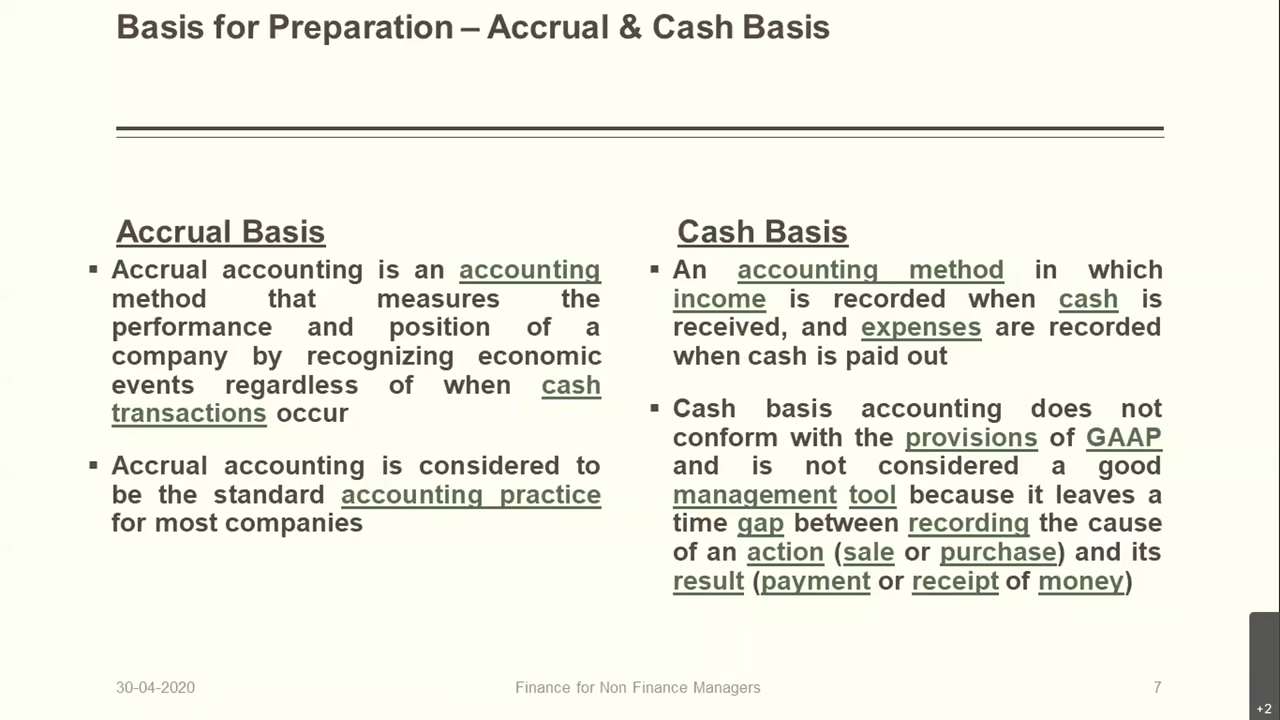 Basis for Preparation – Accrual & Cash Basis
Accrual Basis
▪ Accrual accounting is an accounting
method that measures the
performance and position of a
company by recognizing economic
events regardless of when cash
transactions occur
▪ Accrual accounting is considered to
be the standard accounting practice
for most companies
Cash Basis
▪ An accounting method in which
income is recorded when cash is
received, and expenses are recorded
when cash is paid out
▪ Cash basis accounting does not
conform with the provisions of GAAP
and is not considered a good
management tool because it leaves a
time gap between recording the cause
of an action (sale or purchase) and its
result (payment or receipt of money)
30-04-2020
Finance for Non Finance Managers
7
+2